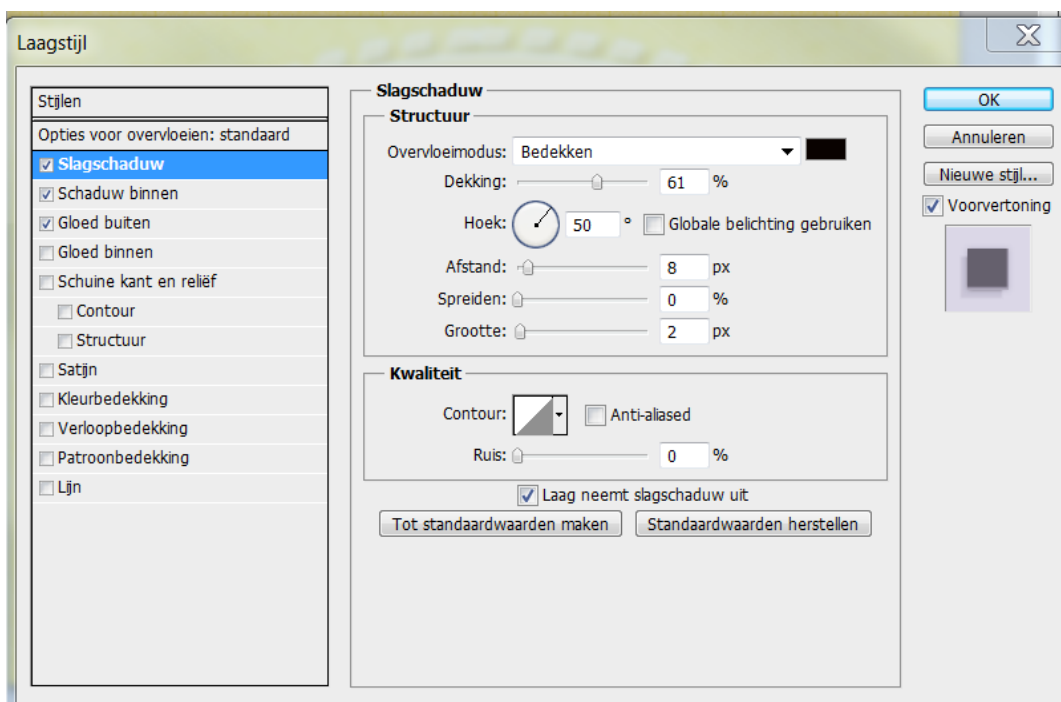 Laagstijl
Stijlen
Opties voor overvloeien: standaard
Slagschaduw
Schaduw binnen
Gloed buiten
Gloed binnen
Schuine kant en reliëf
Contour
Structuur
Satijn
Kleurbedekking
Verloopbedekking
Patroonbedekking
Lijn
Slagschaduw
Structuur
Overvloeimodus: Bedekken
Dekking: 61 %
Hoek: 50 ° Globale belichting gebruiken
Afstand: 8 px
Spreiden: 0 %
Grootte: 2 px
Kwaliteit
Contour: Anti-aliased
Ruis: 0 %
Laag neemt slagschaduw uit
Tot standaardwaarden maken Standaardwaarden herstellen
OK
Annuleren
Nieuwe stijl...
Voorvertoning